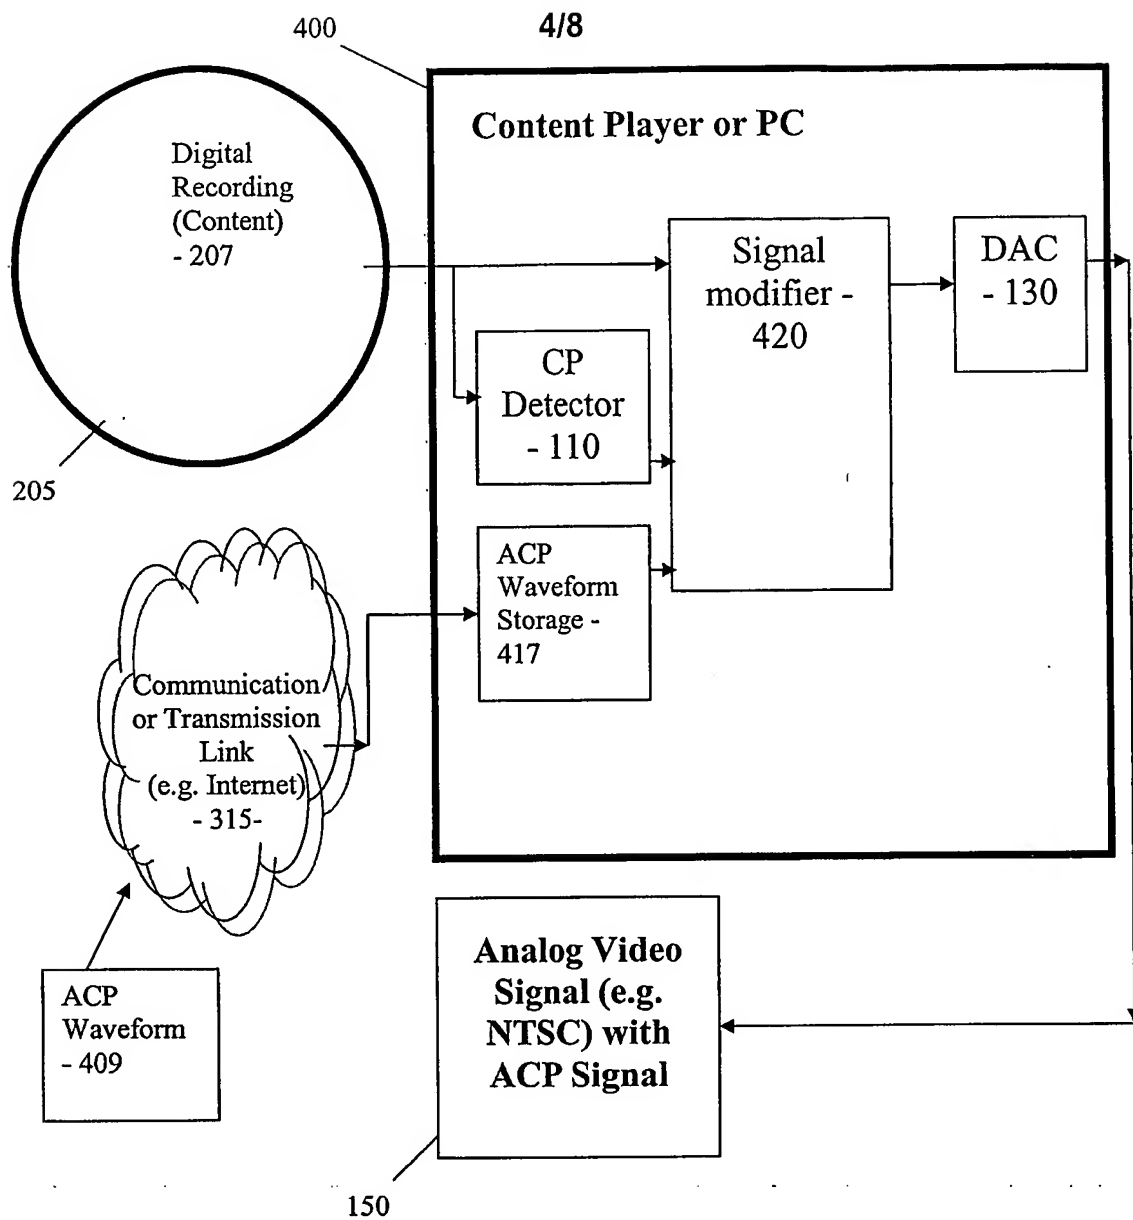 400
4/8
Content Player or PC
Digital
Recording
(Content)
- 207
Signal
modifier -
420
DAC
- 130
CP
Detector
- 110
205
ACP
Waveform
Storage -
417
Communication
or Transmission
Link
(e.g. Internet)
- 315-
ACP
Waveform
- 409
Analog Video
Signal (e.g.
NTSC) with
ACP Signal
150